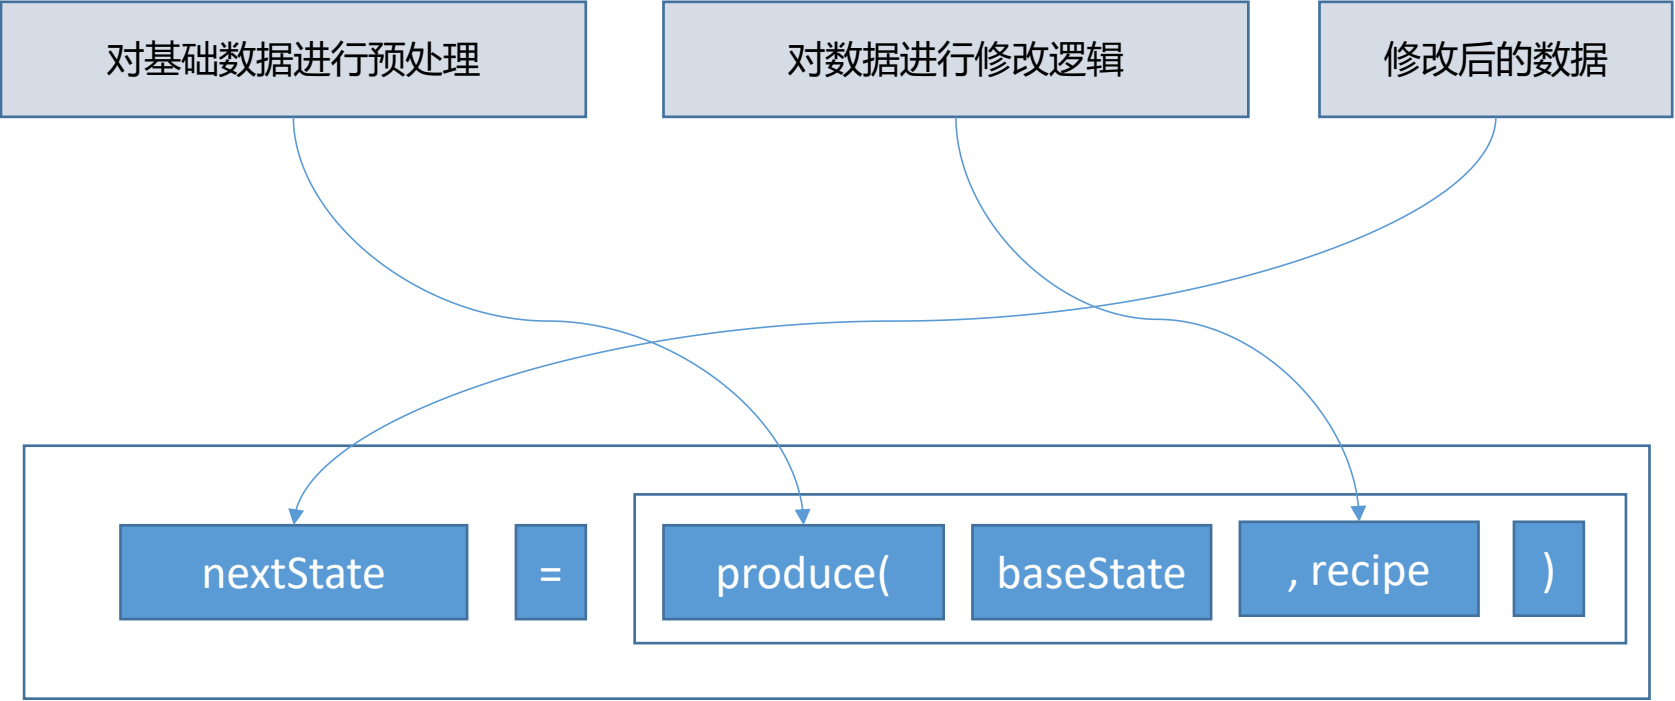 对基础数据进行预处理
对数据进行修改逻辑
修改后的数据
nextState
=
produce(
baseState
, recipe
)